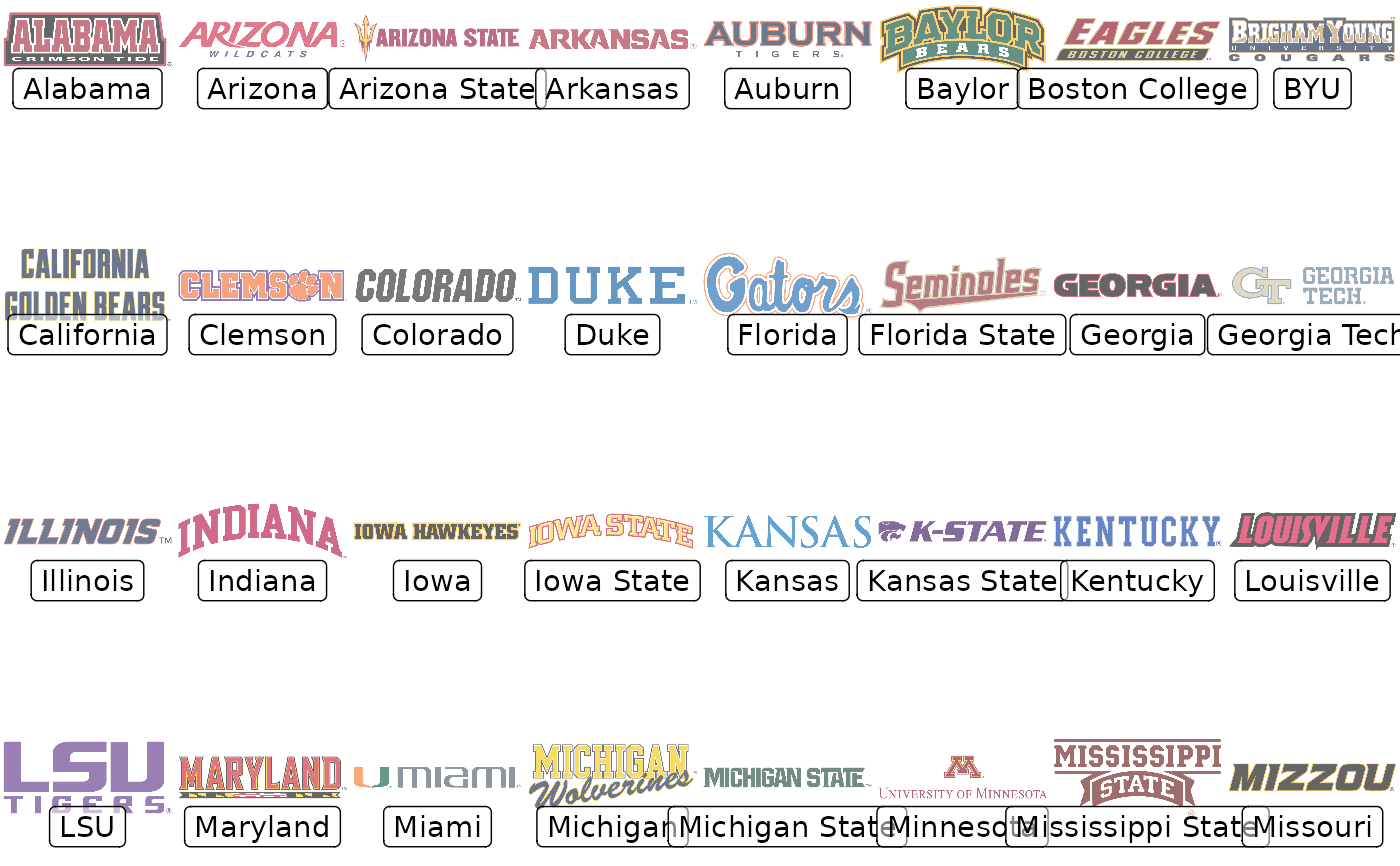 ALABAMA
CRIMSON TIDE
ARIZONA
WILDCATS
ARIZONA STATE
ARKANSAS
AUBURN
TIGERS
BAYLOR
BEARS
EAGLES
BOSTON COLLEGE
BRIGHAM YOUNG
UNIVERSITY
COUGARS
Alabama
Arizona
Arizona State
Arkansas
Auburn
Baylor
Boston College
BYU
CALIFORNIA
GOLDEN BEARS
CLEMSON
COLORADO
DUKE
Gators
Seminoles
GEORGIA
GT
GEORGIA
TECH
California
Clemson
Colorado
Duke
Florida
Florida State
Georgia
Georgia Tech
ILLINOIS
INDIANA
IOWA HAWKEYES
IOWA STATE
KANSAS
K-STATE
KENTUCKY
LOUISVILLE
Illinois
Indiana
Iowa
Iowa State
Kansas
Kansas State
Kentucky
Louisville
LSU
TIGERS
MARYLAND
U MIAMI
MICHIGAN
Wolverines
MICHIGAN STATE
M
UNIVERSITY OF MINNESOTA
MISSISSIPPI
STATE
MIZZOU
LSU
Maryland
Miami
Michigan
Michigan State
Minnesota
Mississippi State
Missouri